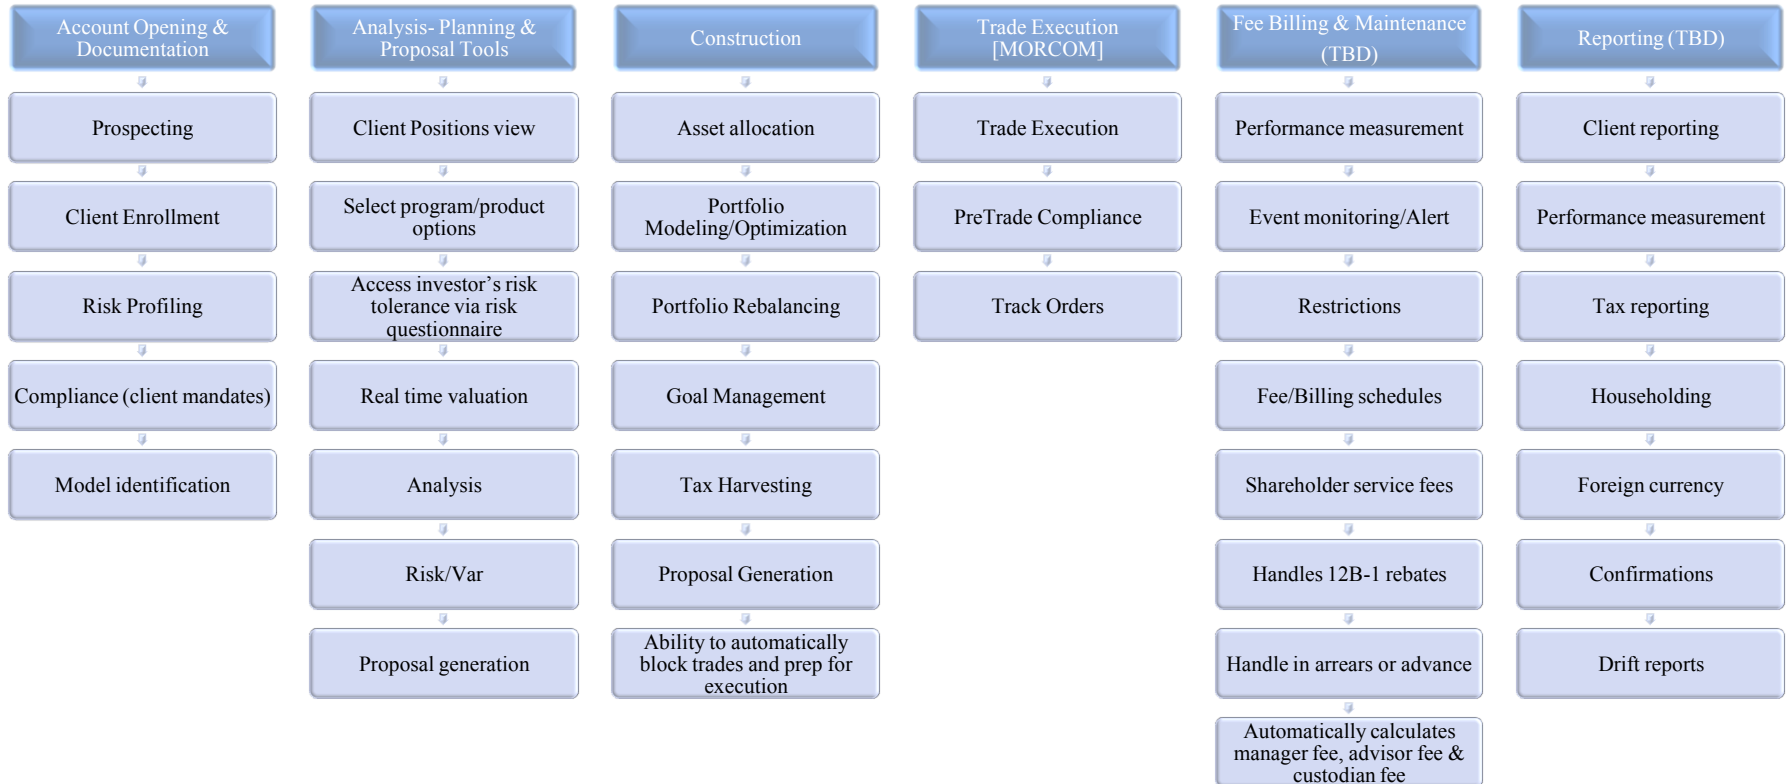 Account Opening &
Documentation
Prospecting
Client Enrollment
Risk Profiling
Compliance (client mandates)
Model identification
Analysis- Planning &
Proposal Tools
Client Positions view
Select program/product
options
Access investor’s risk
tolerance via risk
questionnaire
Real time valuation
Analysis
Risk/Var
Proposal generation
Construction
Asset allocation
Portfolio
Modeling/Optimization
Portfolio Rebalancing
Goal Management
Tax Harvesting
Proposal Generation
Ability to automatically
block trades and prep for
execution
Trade Execution
[MORCOM]
Trade Execution
PreTrade Compliance
Track Orders
Fee Billing & Maintenance
(TBD)
Performance measurement
Event monitoring/Alert
Restrictions
Fee/Billing schedules
Shareholder service fees
Handles 12B-1 rebates
Handle in arrears or advance
Automatically calculates
manager fee, advisor fee &
custodian fee
Reporting (TBD)
Client reporting
Performance measurement
Tax reporting
Householding
Foreign currency
Confirmations
Drift reports